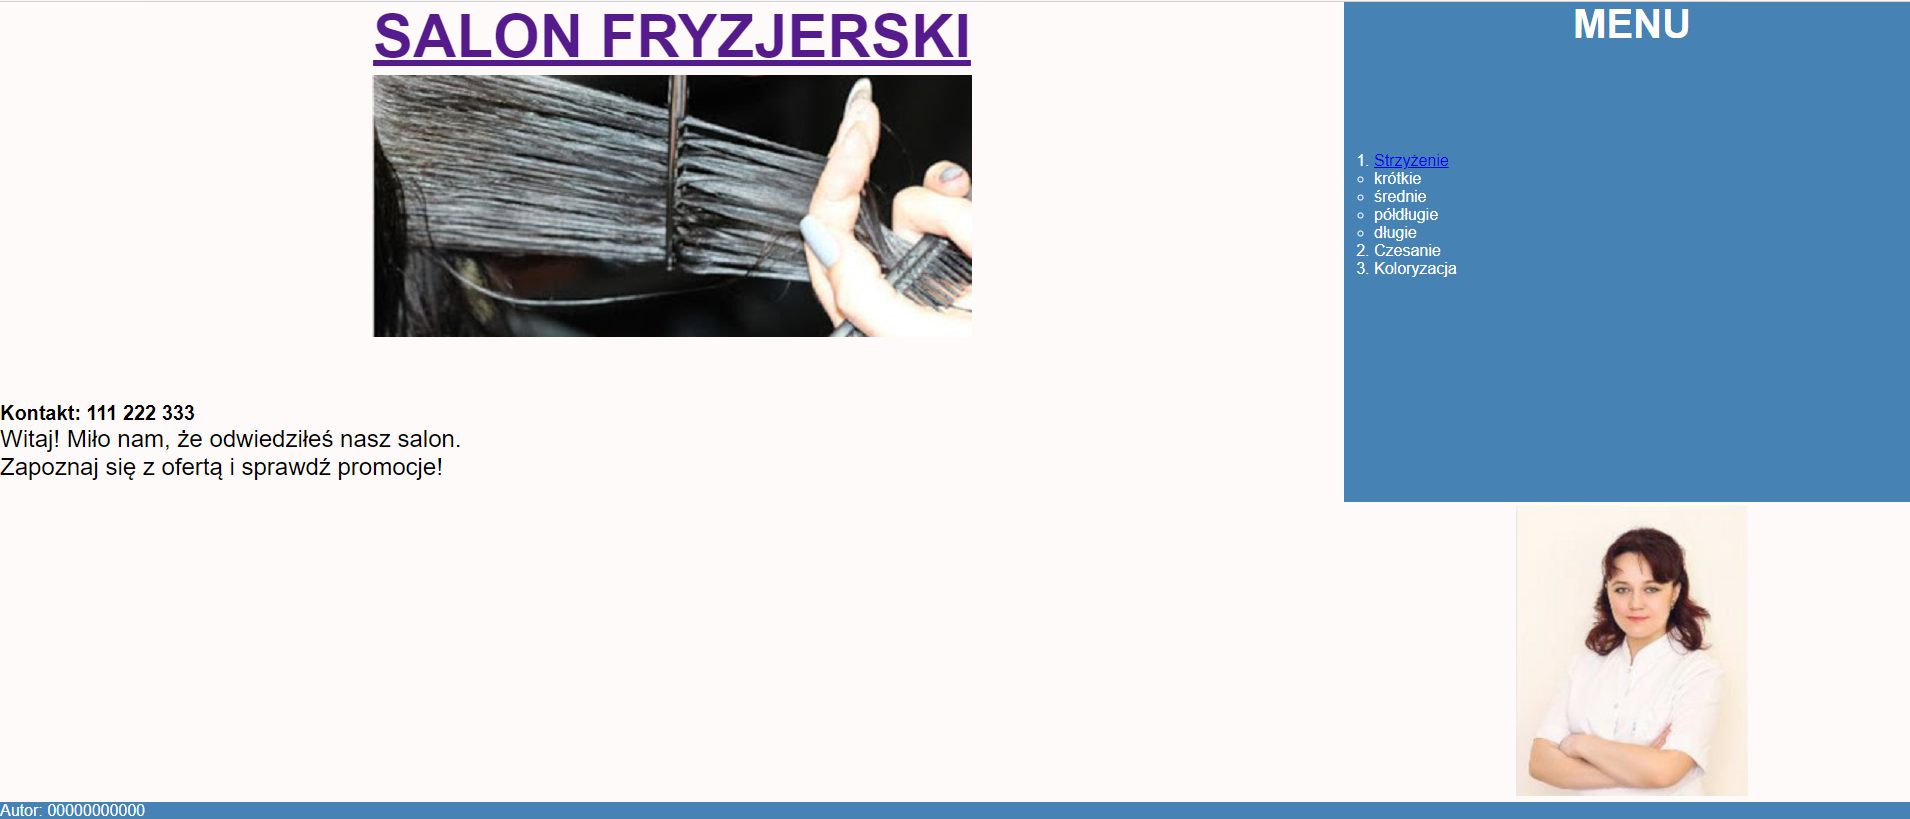 SALON FRYZJERSKI
Kontakt: 111 222 333
Witaj! Miło nam, że odwiedziłeś nasz salon.
Zapoznaj się z ofertą i sprawdź promocje!
MENU
1. Strzyżenie
krótkie
średnie
półdługie
długie
2. Czesanie
3. Koloryzacja
Autor: 00000000000